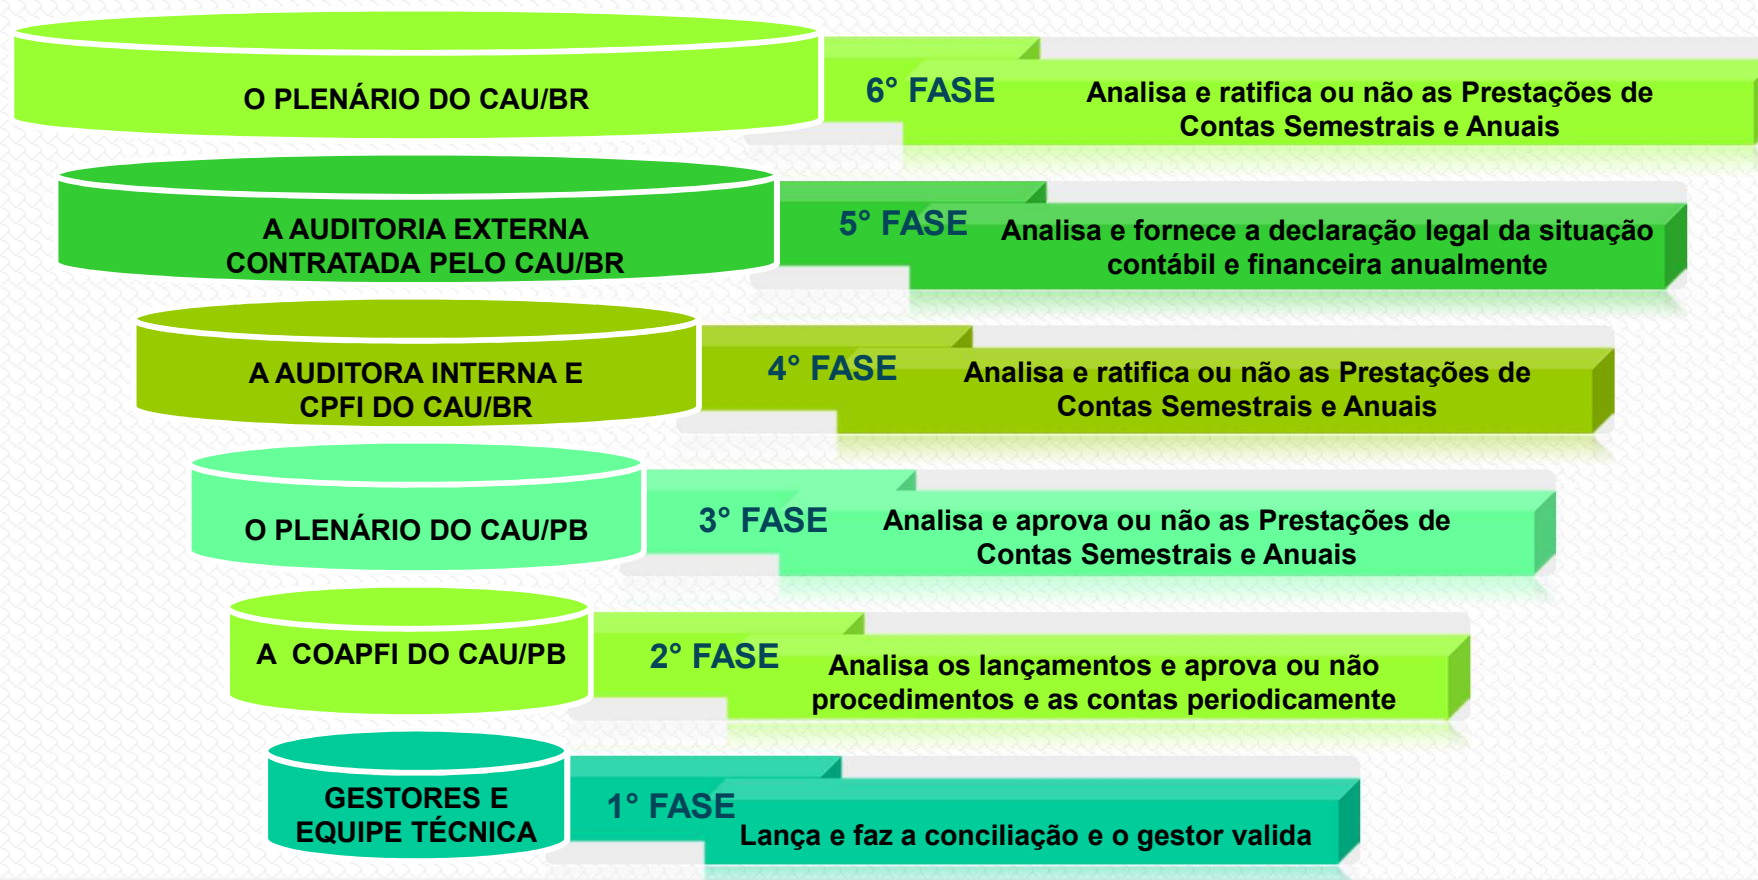 O PLENÁRIO DO CAU/BR
6° FASE
Analisa e ratifica ou não as Prestações de
Contas Semestrais e Anuais
A AUDITORIA EXTERNA
CONTRATADA PELO CAU/BR
5° FASE
Analisa e fornece a declaração legal da situação
contábil e financeira anualmente
A AUDITORA INTERNA E
CPFI DO CAU/BR
4° FASE
Analisa e ratifica ou não as Prestações de
Contas Semestrais e Anuais
O PLENÁRIO DO CAU/PB
3° FASE
Analisa e aprova ou não as Prestações de
Contas Semestrais e Anuais
A COAPFI DO CAU/PB
2° FASE
Analisa os lançamentos e aprova ou não
procedimentos e as contas periodicamente
GESTORES E
EQUIPE TÉCNICA
1° FASE
Lança e faz a conciliação e o gestor valida